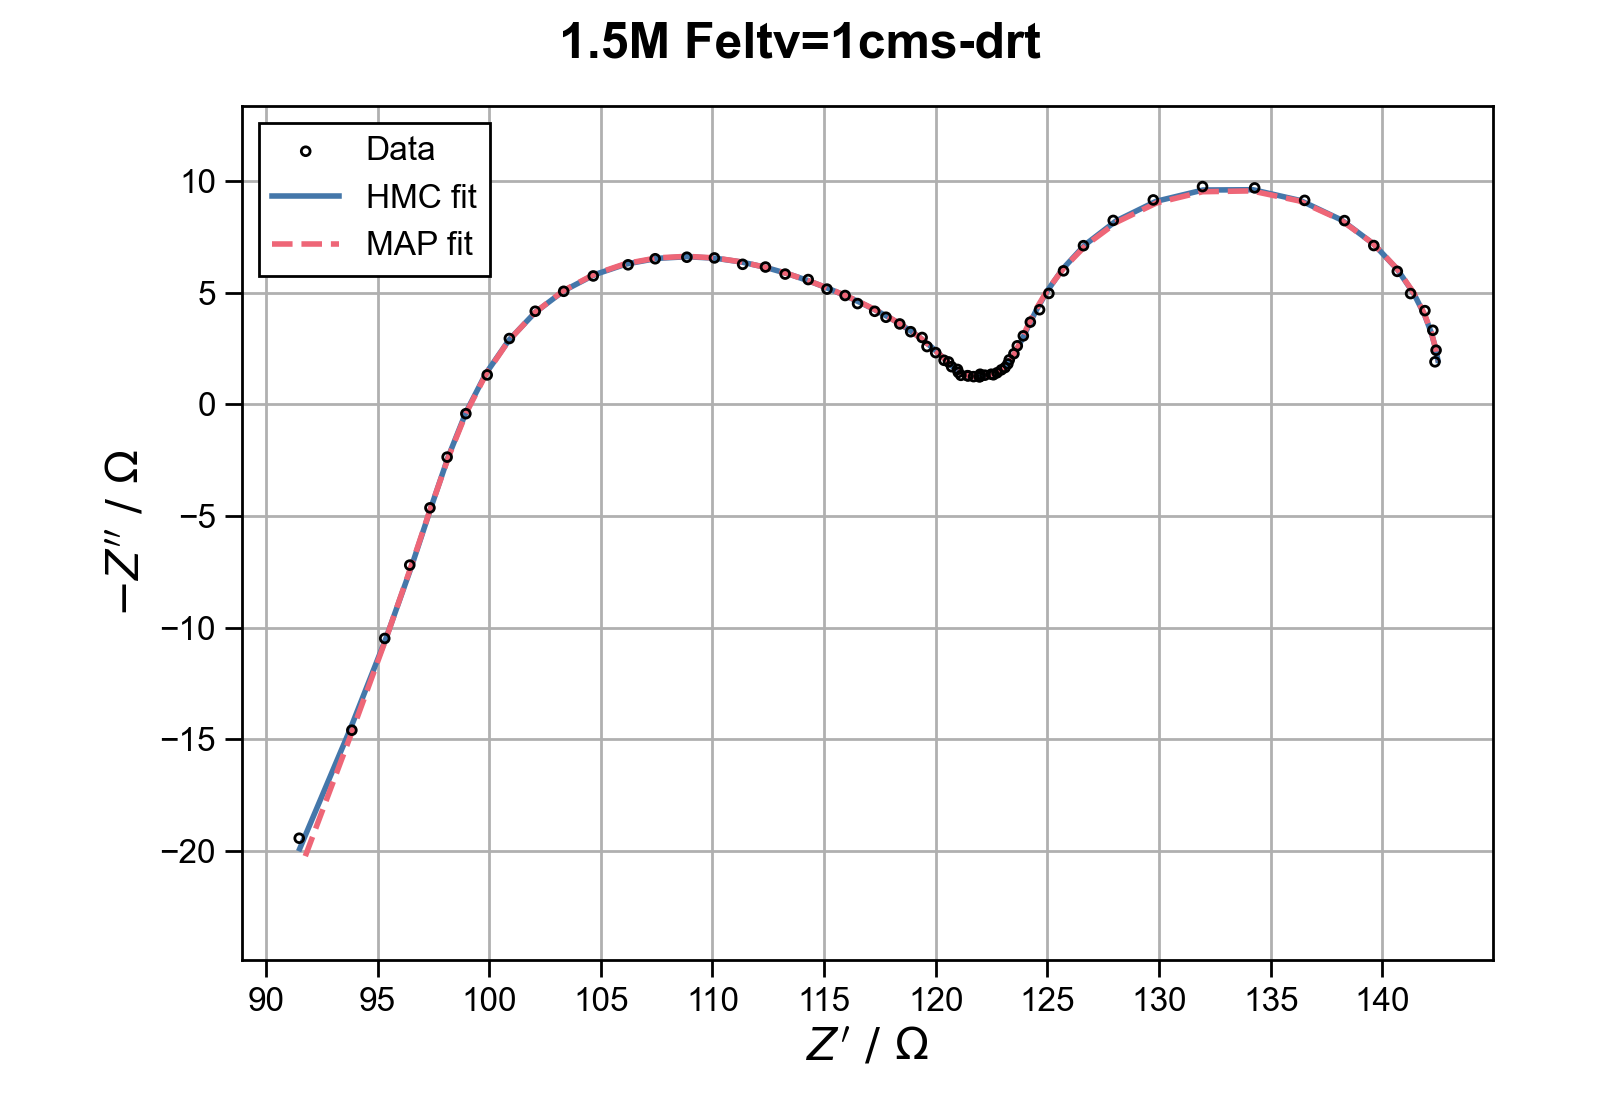 1.5M Feltv=1cms-drt
Data
HMC fit
MAP fit
10
5
0
−5
−10
−15
−20
−Z′′ / Ω
90 95 100 105 110 115 120 125 130 135 140
Z′ / Ω